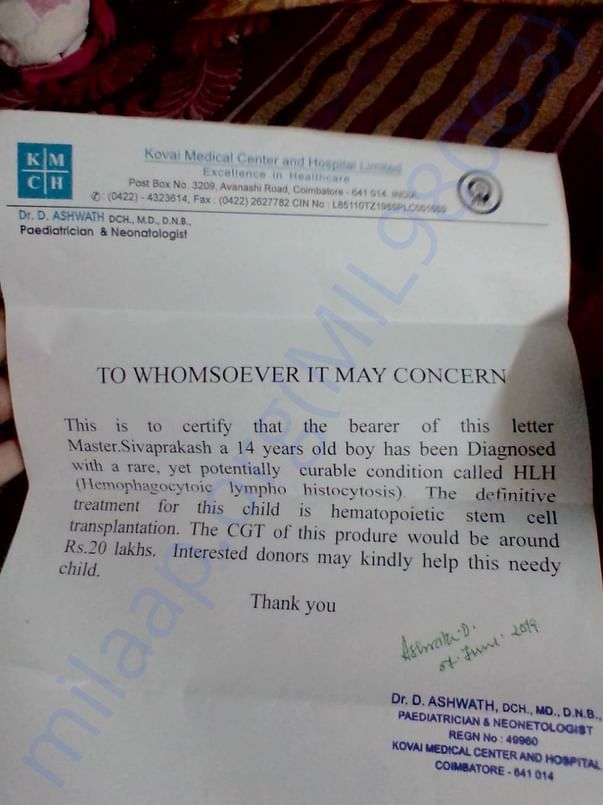 K M
C H
Kovai Medical Center and Hospital Limited
Excellence in Healthcare
Post Box No. 3209, Avanashi Road, Coimbatore - 641 014. INDIA.
✆ : (0422) - 4323614, Fax : (0422) 2627782 CIN No : L85110TZ1985PLC001659
Dr. D. ASHWATH DCH., M.D., D.N.B.,
Paediatrician & Neonatologist
TO WHOMSOEVER IT MAY CONCERN
This is to certify that the bearer of this letter
Master.Sivaprakash a 14 years old boy has been Diagnosed
with a rare, yet potentially curable condition called HLH
(Hemophagocytoic lympho histocytosis). The definitive
treatment for this child is hematopoietic stem cell
transplantation. The CGT of this produre would be around
Rs.20 lakhs. Interested donors may kindly help this needy
child.
Thank you
Ashwath.D.
June. 2019
Dr. D. ASHWATH, DCH., MD., D.N.B.,
PAEDIATRICIAN & NEONETOLOGIST
REGN No : 49960
KOVAI MEDICAL CENTER AND HOSPITAL
COIMBATORE - 641 014
milaap.org(MIL98063)